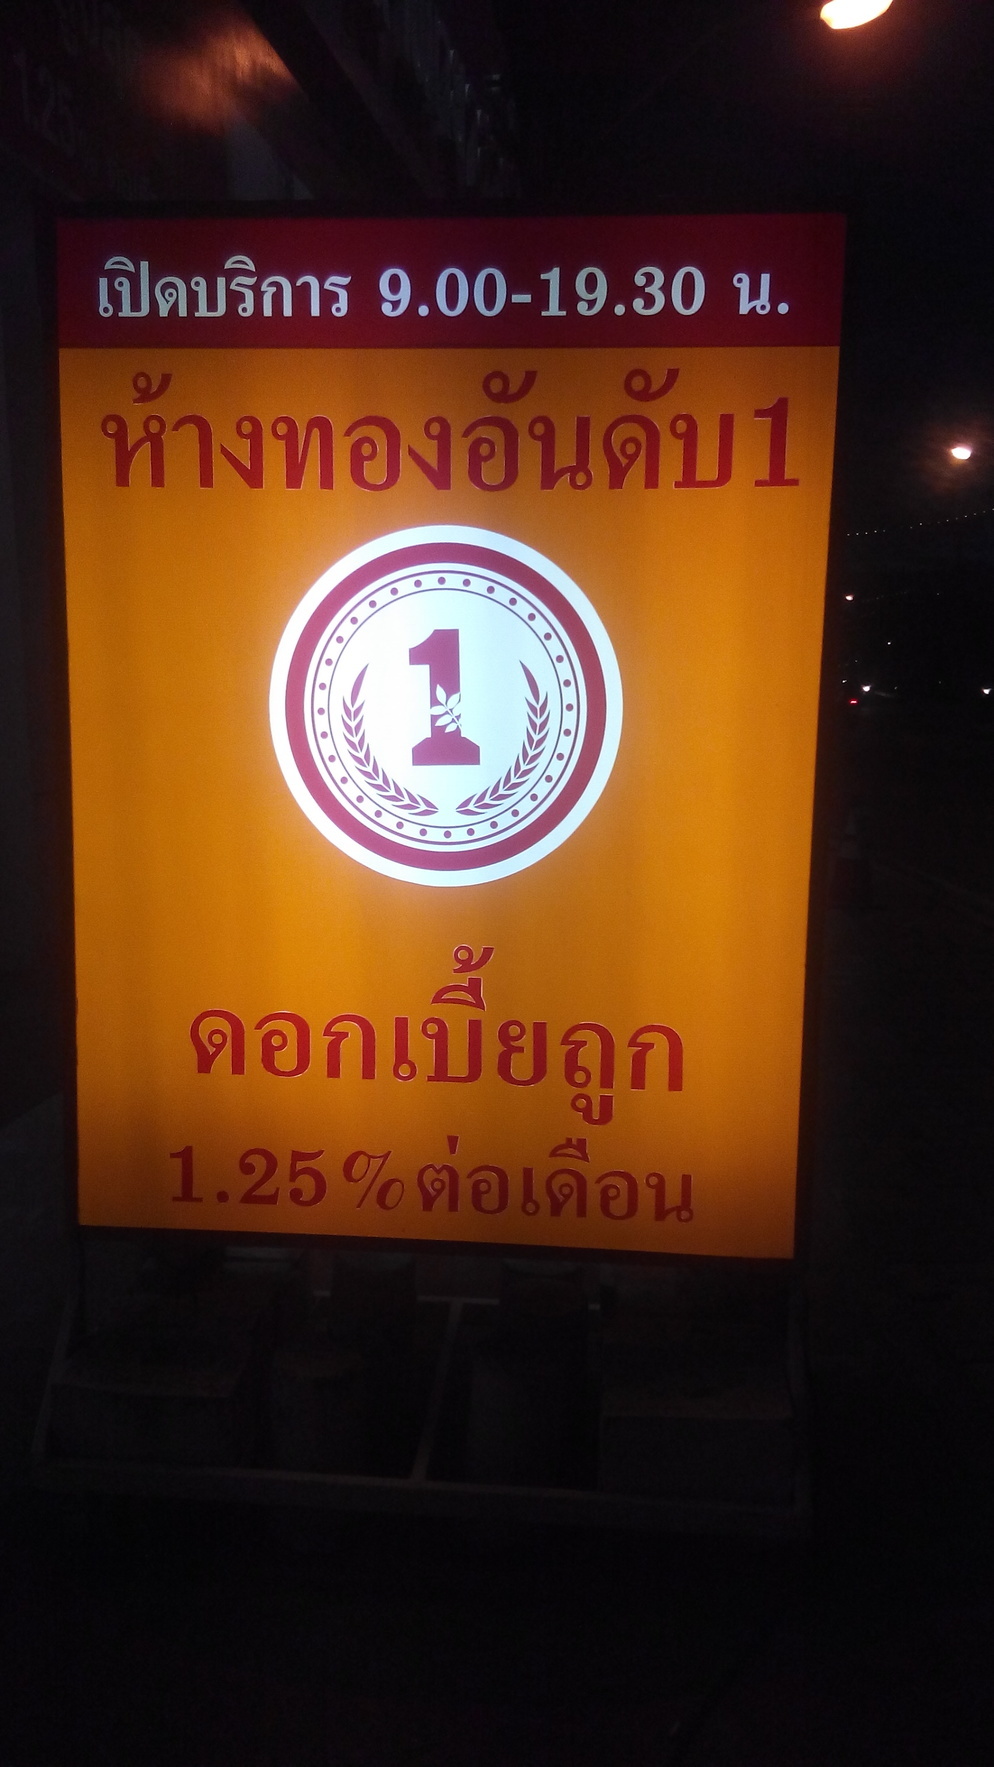 เปิดบริการ 9.00-19.30 น.
ห้างทองอันดับ1
1
ดอกเบี้ยถูก
1.25%ต่อเดือน